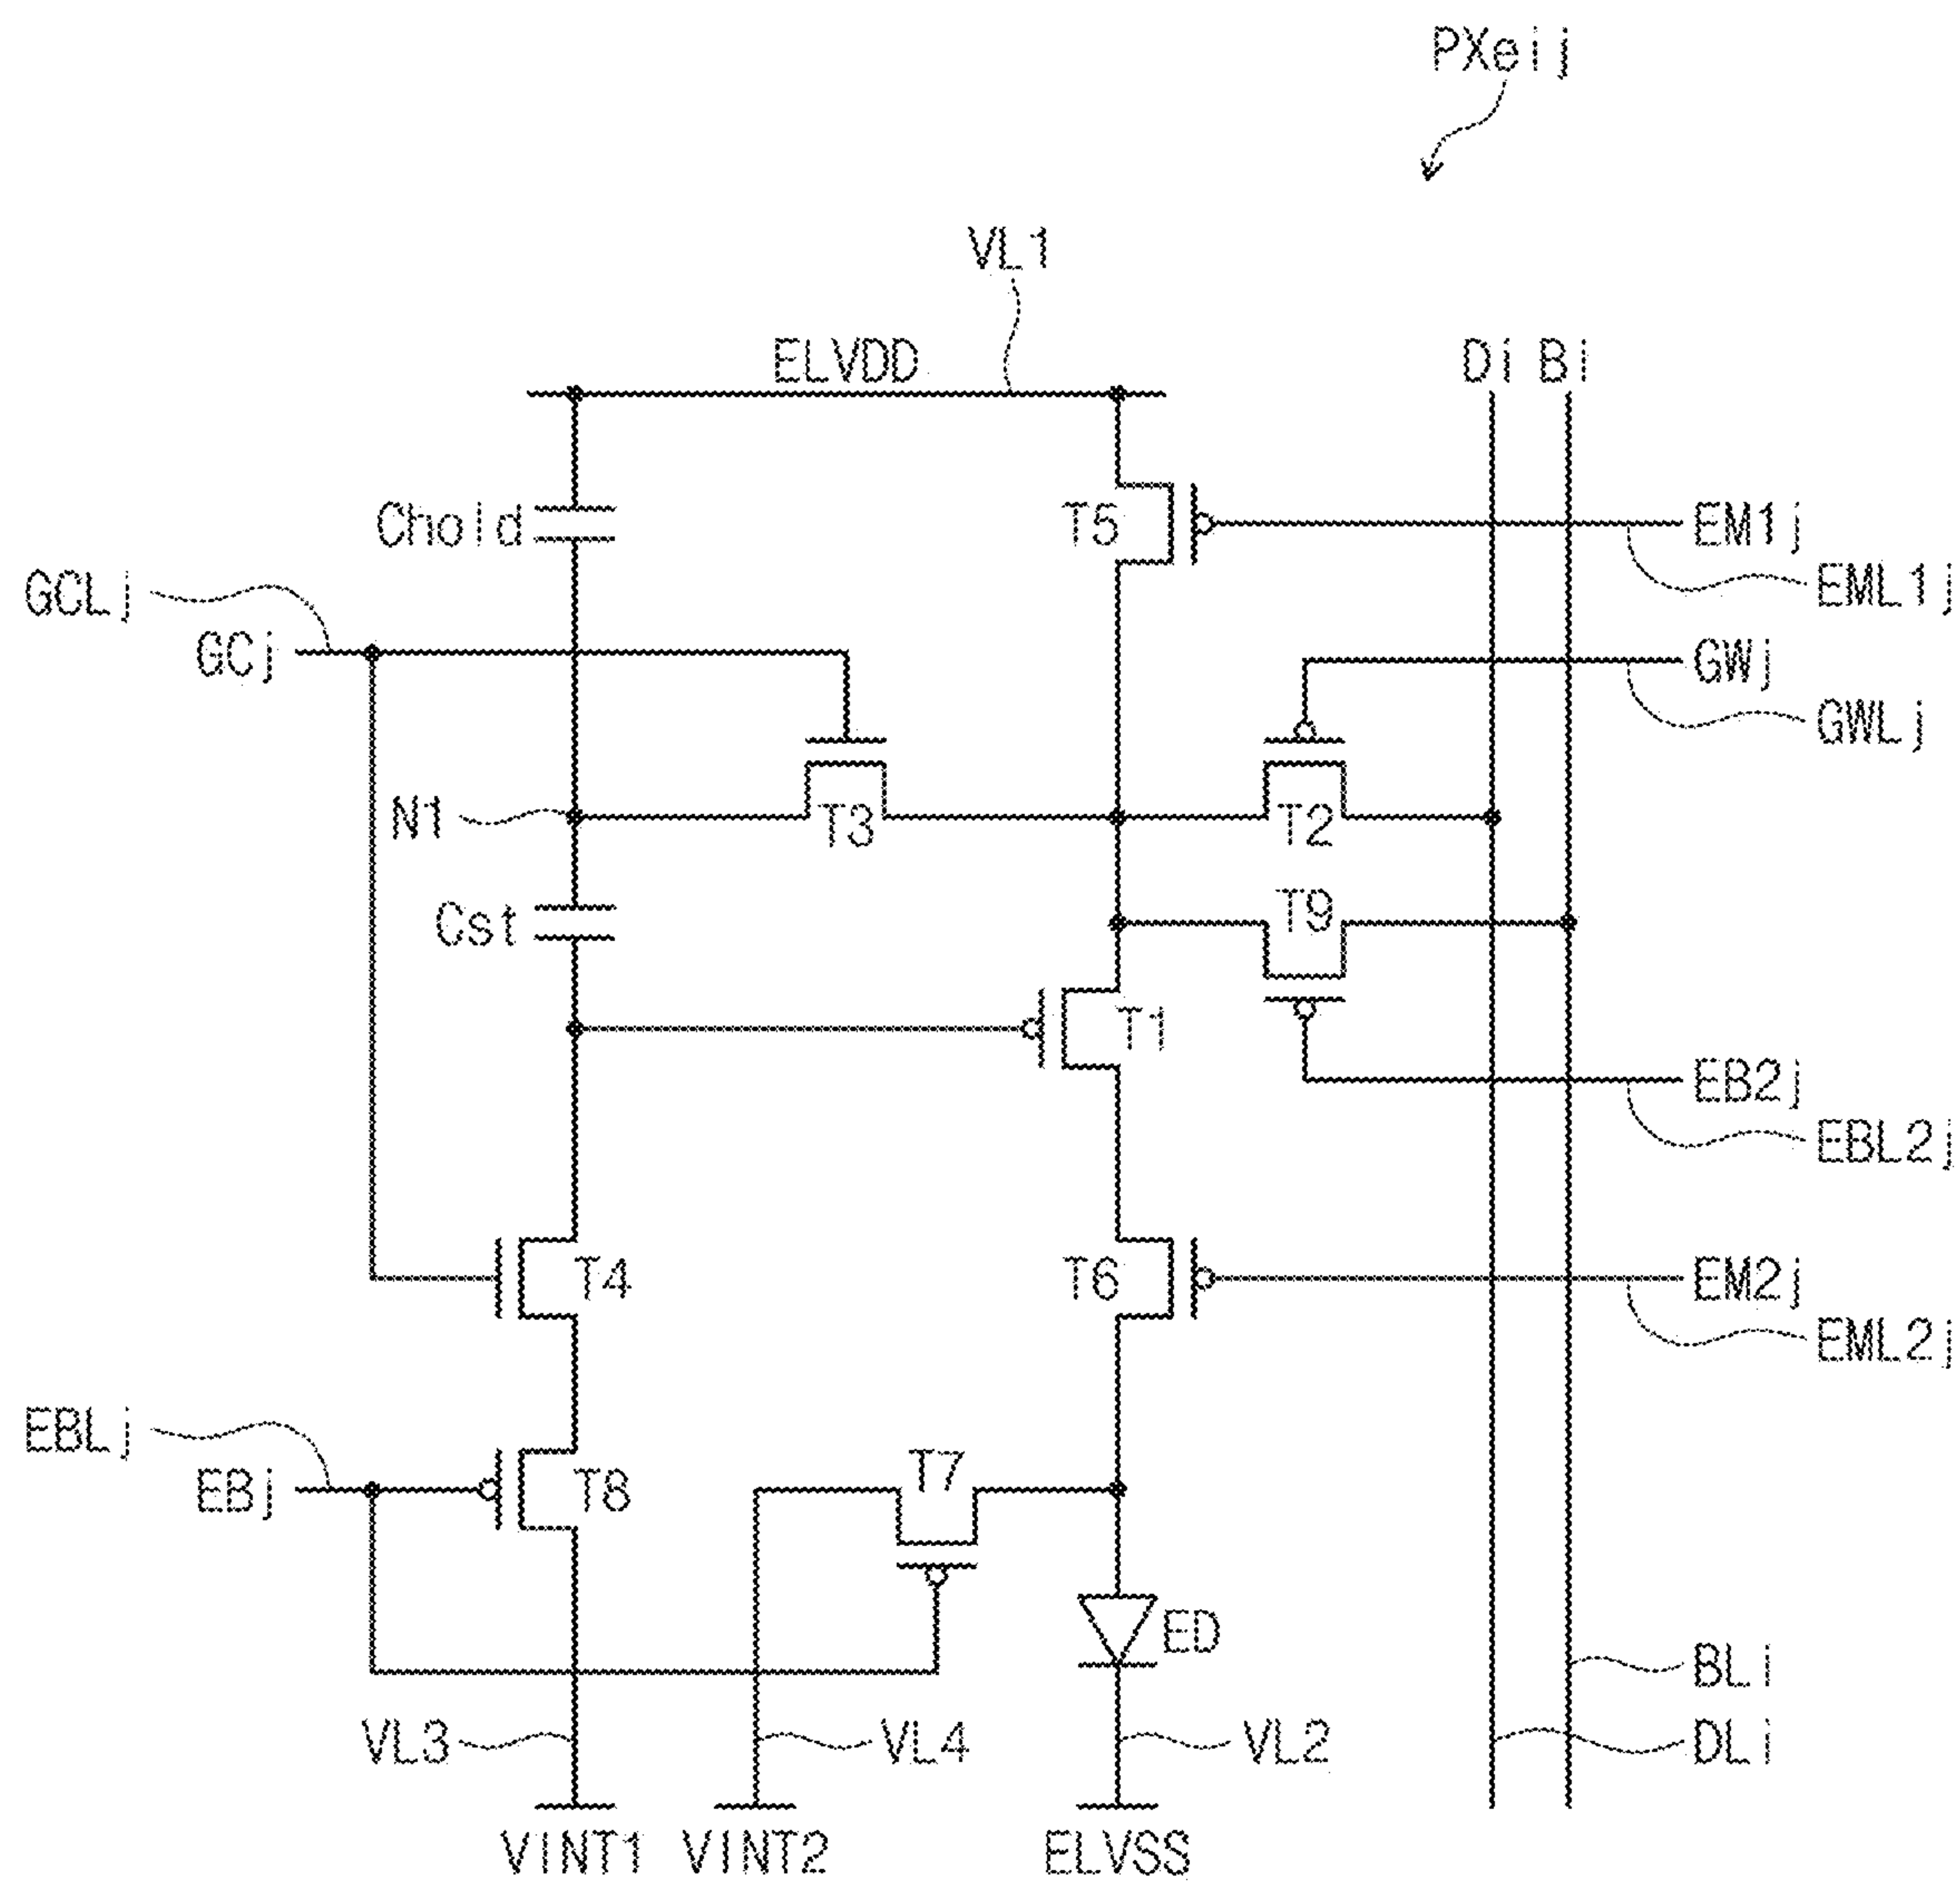 PXeij
VL1
ELVDD
Di Bi
Chold
T5
EM1j
EML1j
GCLj
GCj
GWj
GWLj
N1
T3
T2
Cst
T9
T1
EB2j
EBL2j
T4
T6
EM2j
EML2j
EBLj
EBj
T8
T7
ED
BLi
VL3
VL4
VL2
DLi
VINT1 VINT2 ELVSS